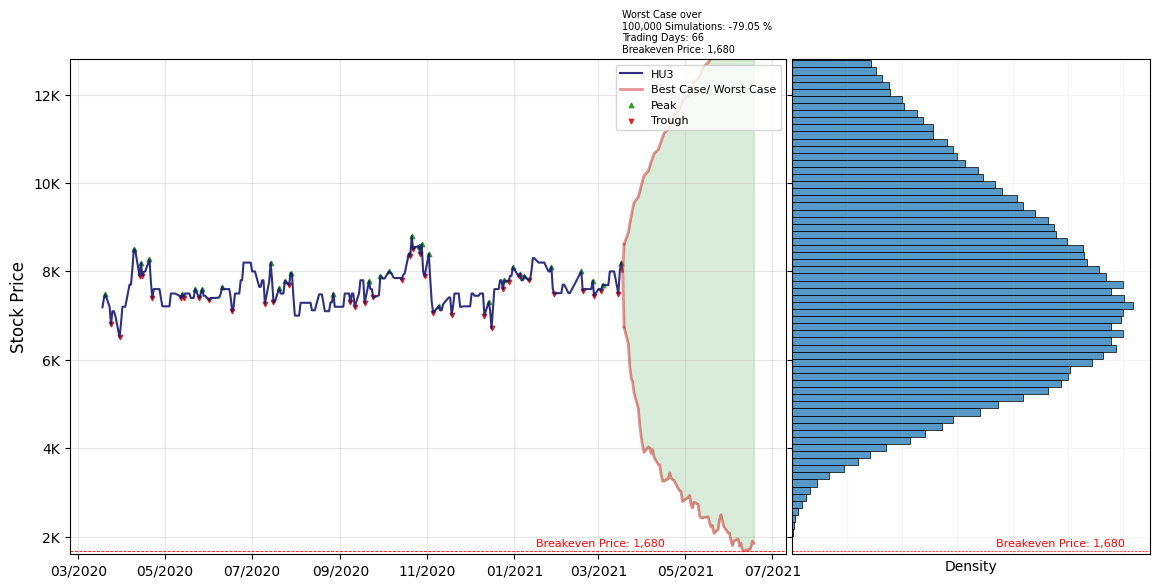 Worst Case over
100,000 Simulations: -79.05 %
Trading Days: 66
Breakeven Price: 1,680
HU3
Best Case/ Worst Case
Peak
Trough
12K
10K
8K
6K
4K
2K
Stock Price
Breakeven Price: 1,680
Breakeven Price: 1,680
03/2020
05/2020
07/2020
09/2020
11/2020
01/2021
03/2021
05/2021
07/2021
Density